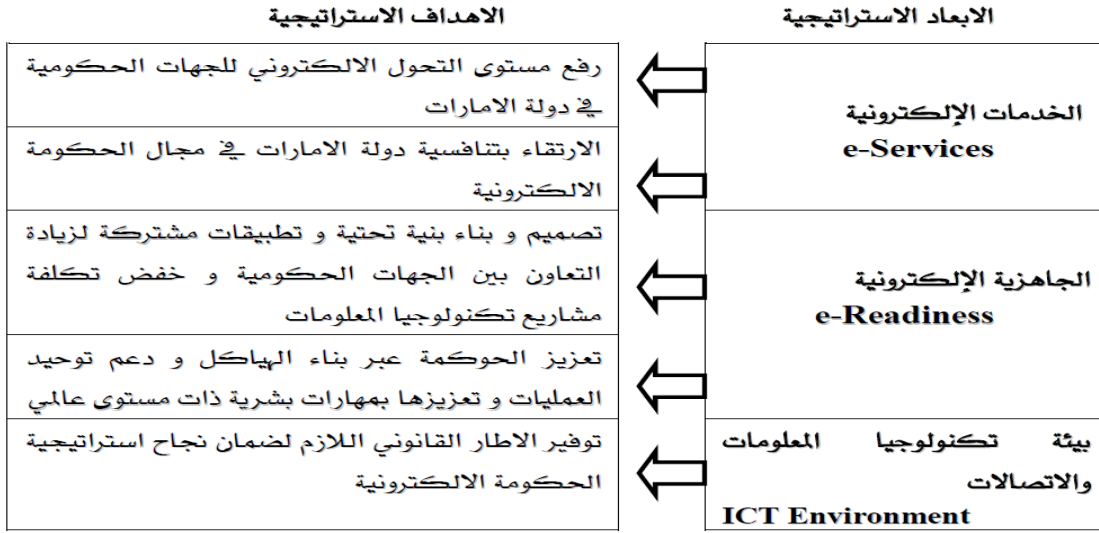 الابعاد الاستراتيجية
الاهداف الاستراتيجية
الخدمات الإلكترونية
e-Services
رفع مستوى التحول الالكتروني للجهات الحكومية
في دولة الامارات
الارتقاء بتنافسية دولة الامارات في مجال الحكومة
الالكترونية
الجاهزية الإلكترونية
e-Readiness
تصميم و بناء بنية تحتية و تطبيقات مشتركة لزيادة
التعاون بين الجهات الحكومية و خفض تكلفة
مشاريع تكنولوجيا المعلومات
تعزيز الحوكمة عبر بناء الهياكل و دعم توحيد
العمليات و تعزيزها بمهارات بشرية ذات مستوى عالمي
بيئة تكنولوجيا المعلومات
والاتصالات
ICT Environment
توفير الاطار القانوني اللازم لضمان نجاح استراتيجية
الحكومة الالكترونية